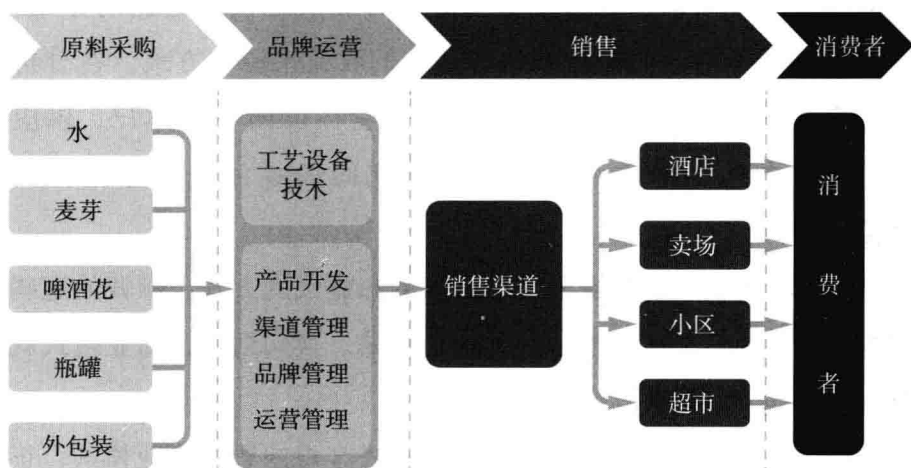 原料采购
品牌运营
销售
消费者
水
麦芽
啤酒花
瓶罐
外包装
工艺设备
技术
产品开发
渠道管理
品牌管理
运营管理
销售渠道
酒店
卖场
小区
超市
消费者